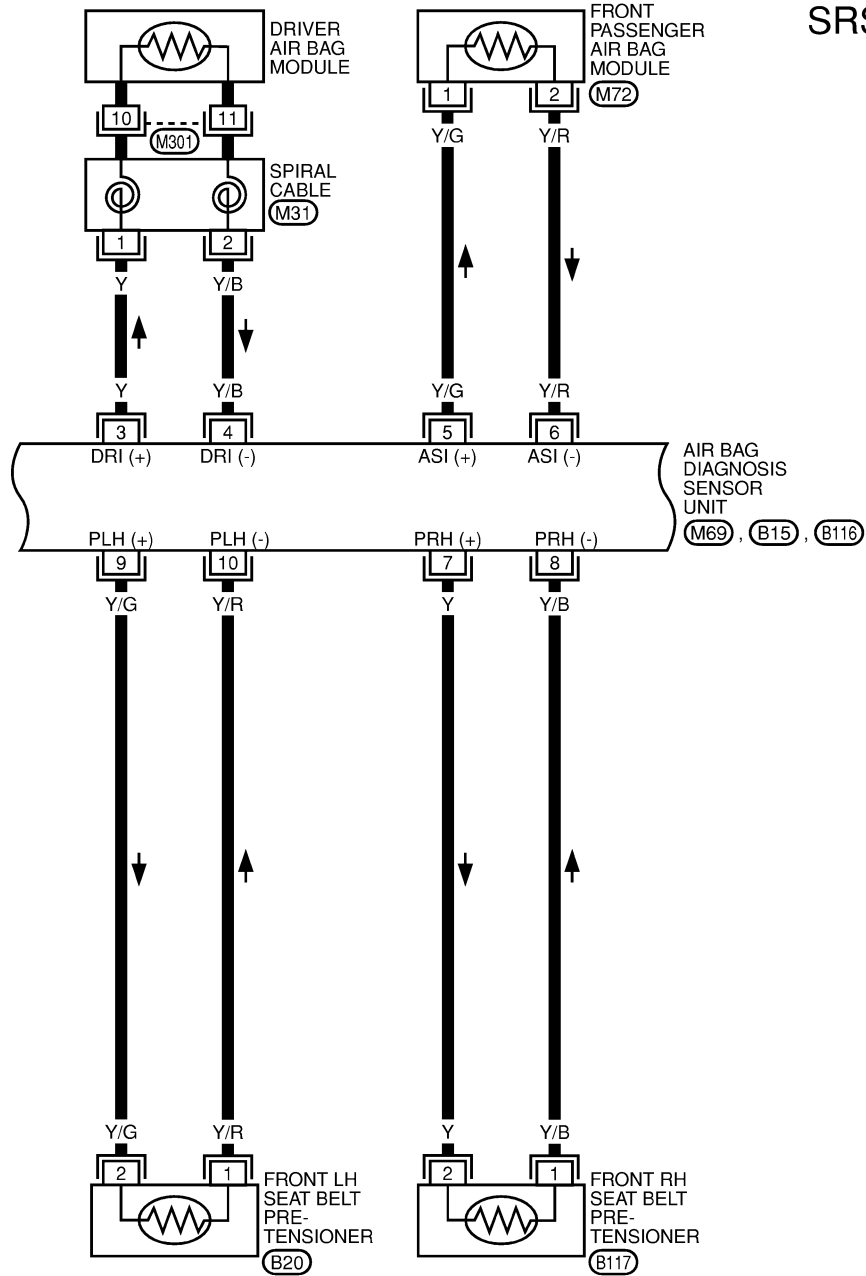 SRS
DRIVER
AIR BAG
MODULE
FRONT
PASSENGER
AIR BAG
MODULE
M72
10
11
M301
1
2
Y/G
Y/R
SPIRAL
CABLE
M31
1
2
Y
Y/B
Y
Y/B
Y/G
Y/R
3
4
5
6
DRI (+)
DRI (-)
ASI (+)
ASI (-)
AIR BAG
DIAGNOSIS
SENSOR
UNIT
M69 , B15 , B116
PLH (+)
PLH (-)
PRH (+)
PRH (-)
9
10
7
8
Y/G
Y/R
Y
Y/B
Y/G
Y/R
Y
Y/B
2
1
2
1
FRONT LH
SEAT BELT
PRE-
TENSIONER
B20
FRONT RH
SEAT BELT
PRE-
TENSIONER
B117